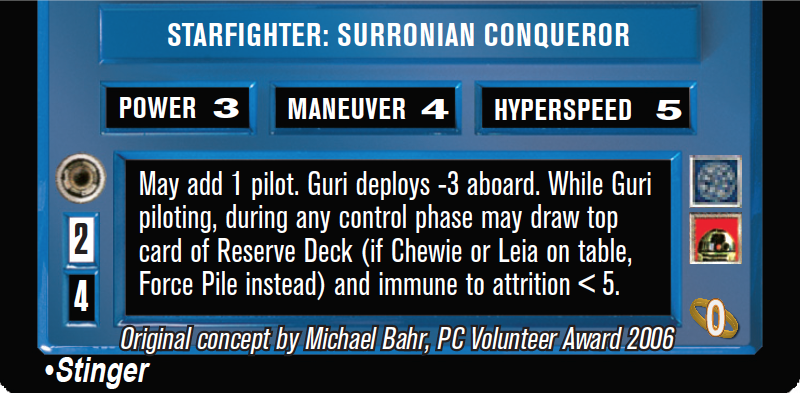 STARFIGHTER: SURRONIAN CONQUEROR
POWER 3 MANEUVER 4 HYPERSPEED 5
May add 1 pilot. Guri deploys -3 aboard. While Guri
piloting, during any control phase may draw top
card of Reserve Deck (if Chewie or Leia on table,
Force Pile instead) and immune to attrition < 5.
2
4
0
Original concept by Michael Bahr, PC Volunteer Award 2006
•Stinger